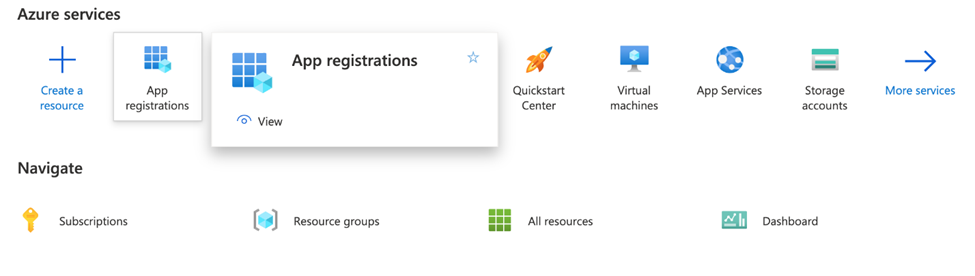 Azure services
Create a
resource
App
registrations
App registrations
View
Quickstart
Center
Virtual
machines
App Services
Storage
accounts
More services
Navigate
Subscriptions
Resource groups
All resources
Dashboard